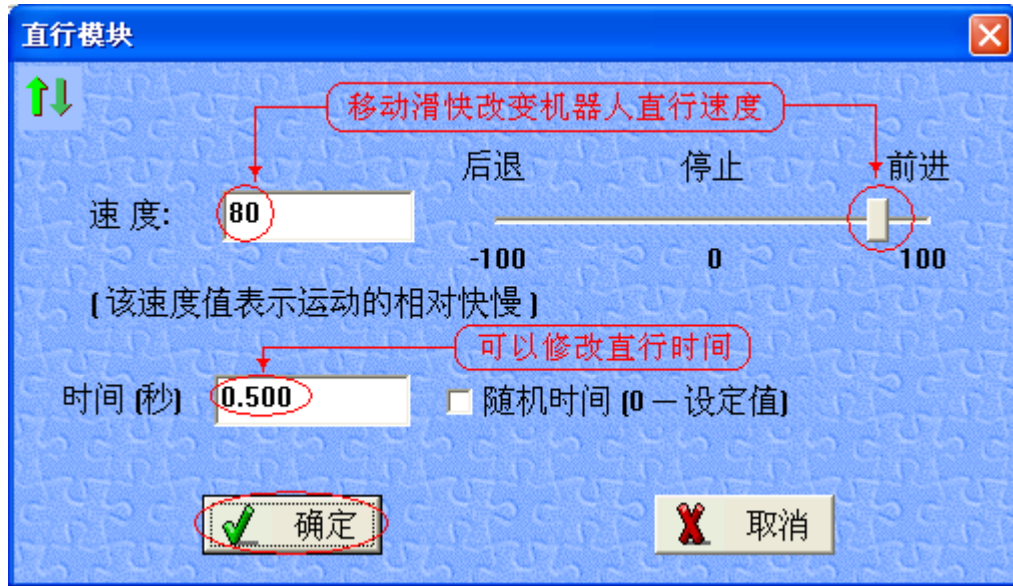 直行模块
移动滑快改变机器人直行速度
后退 停止 前进
速 度: 80
-100 0 100
(该速度值表示运动的相对快慢)
可以修改直行时间
时间 (秒) 0.500 随机时间 (0 — 设定值)
确定 取消